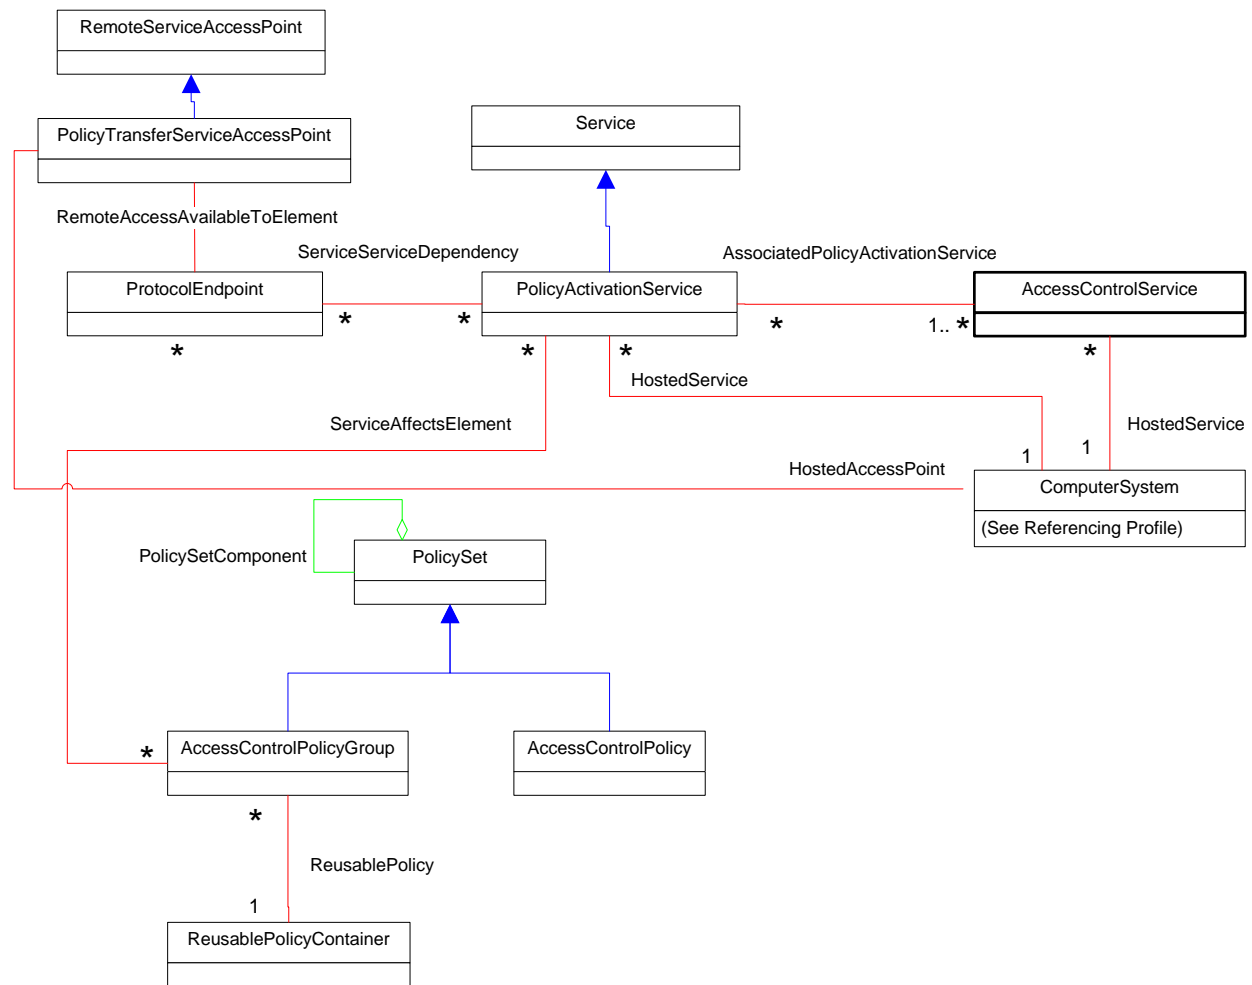 RemoteServiceAccessPoint
PolicyTransferServiceAccessPoint
Service
RemoteAccessAvailableToElement
ServiceServiceDependency
AssociatedPolicyActivationService
ProtocolEndpoint
PolicyActivationService
AccessControlService
*
*
*
1.. *
*
*
*
*
HostedService
ServiceAffectsElement
HostedService
1
1
HostedAccessPoint
ComputerSystem
(See Referencing Profile)
PolicySetComponent
PolicySet
*
AccessControlPolicyGroup
AccessControlPolicy
*
ReusablePolicy
1
ReusablePolicyContainer